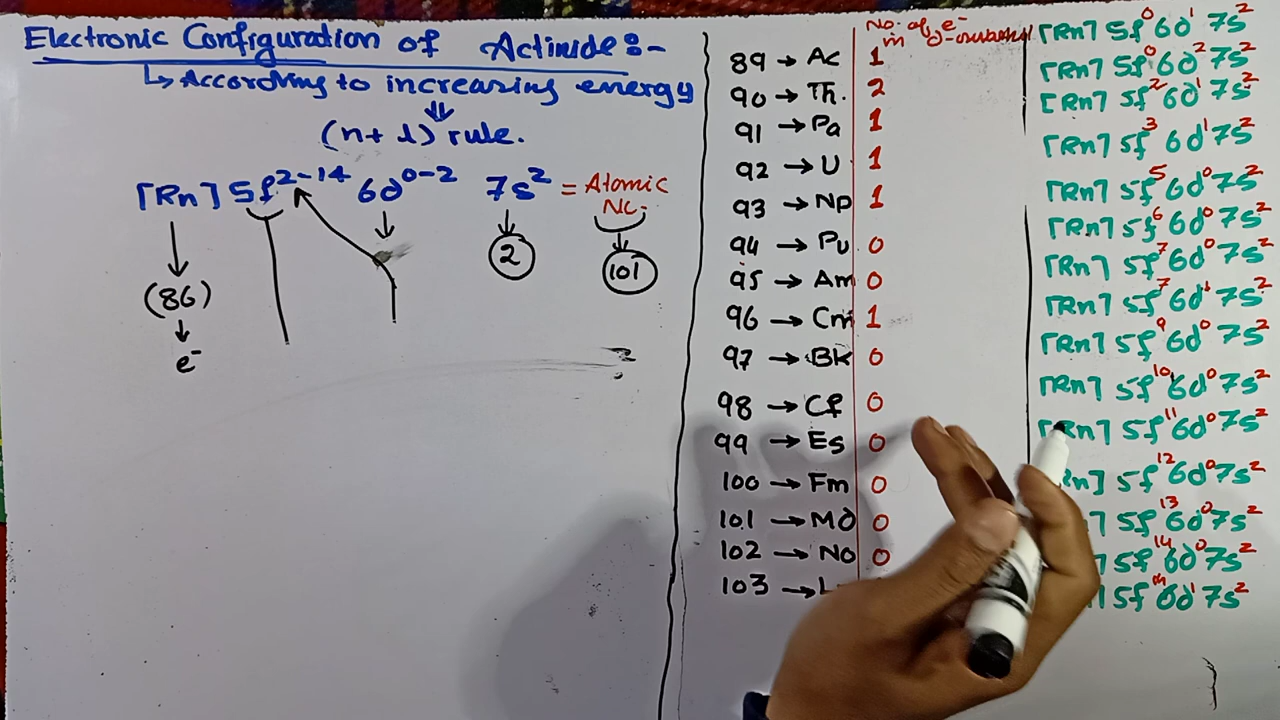 Electronic Configuration of Actinide:-
↳ According to increasing energy
⇓
(n+l) rule.
[Rn] 5f²⁻¹⁴ 6d⁰⁻² 7s² = Atomic No.
(86)
2
101
e⁻
No. of e⁻ in d-subshell
89 → Ac 1
90 → Th. 2
91 → Pa 1
92 → U 1
93 → Np 1
94 → Pu 0
95 → Am 0
96 → Cm 1
97 → Bk 0
98 → Cf 0
99 → Es 0
100 → Fm 0
101 → Md 0
102 → No 0
103 → L
[Rn] 5f⁰ 6d¹ 7s²
[Rn] 5f⁰ 6d² 7s²
[Rn] 5f² 6d¹ 7s²
[Rn] 5f³ 6d¹ 7s²
[Rn] 5f⁵ 6d⁰ 7s²
[Rn] 5f⁶ 6d⁰ 7s²
[Rn] 5f⁷ 6d⁰ 7s²
[Rn] 5f⁷ 6d¹ 7s²
[Rn] 5f⁹ 6d⁰ 7s²
[Rn] 5f¹⁰ 6d⁰ 7s²
[Rn] 5f¹¹ 6d⁰ 7s²
Rn] 5f¹² 6d⁰ 7s²
] 5f¹³ 6d⁰ 7s²
] 5f¹⁴ 6d⁰ 7s²
] 5f¹⁴ 6d¹ 7s²